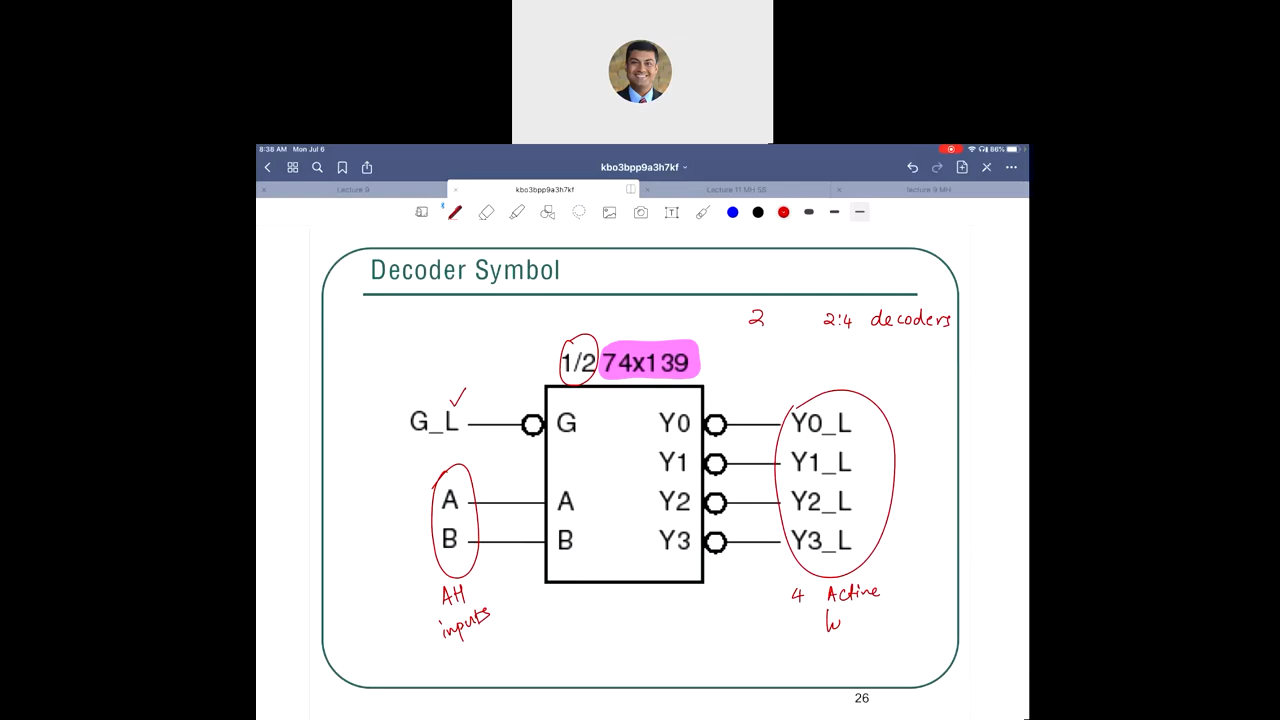 8:36 AM Mon Jul 6
86%
kbo3bpp9a3h7kf
Lecture 9
kbo3bpp9a3h7kf
Lecture 11 MH SS
lecture 9 MH
Decoder Symbol
2 2:4 decoders
1/2 74x139
G_L G Y0 Y0_L
Y1 Y1_L
A A Y2 Y2_L
B B Y3 Y3_L
AH
inputs
4 Active
26